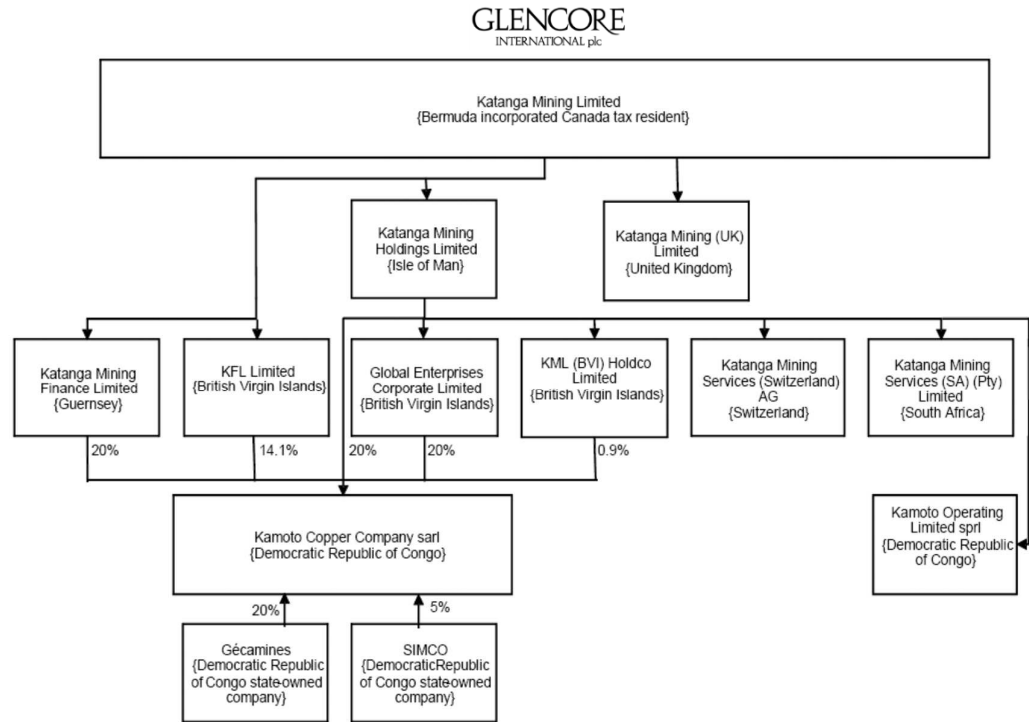 GLENCORE
INTERNATIONAL plc
Katanga Mining Limited
{Bermuda incorporated Canada tax resident}
Katanga Mining
Holdings Limited
{Isle of Man}
Katanga Mining (UK)
Limited
{United Kingdom}
Katanga Mining
Finance Limited
{Guernsey}
KFL Limited
{British Virgin Islands}
Global Enterprises
Corporate Limited
{British Virgin Islands}
KML (BVI) Holdco
Limited
{British Virgin Islands}
Katanga Mining
Services (Switzerland)
AG
{Switzerland}
Katanga Mining
Services (SA) (Pty)
Limited
{South Africa}
20%
14.1%
20%
20%
0.9%
Kamoto Copper Company sarl
{Democratic Republic of Congo}
Kamoto Operating
Limited sprl
{Democratic Republic
of Congo}
20%
5%
Gécamines
{Democratic Republic
of Congo state-owned
company}
SIMCO
{DemocraticRepublic
of Congo state-owned
company}